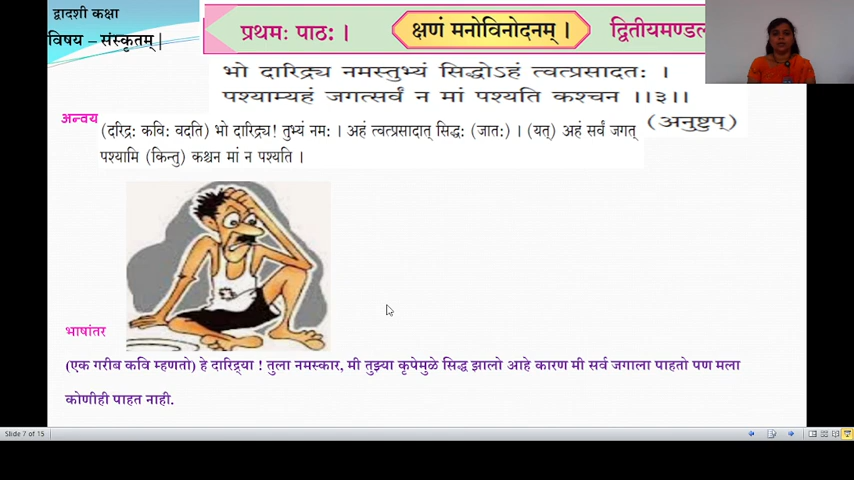 द्वादशी कक्षा
विषय – संस्कृतम् |
प्रथमः पाठः ।
क्षणं मनोविनोदनम् ।
द्वितीयमण्डल
भो दारिद्र्य नमस्तुभ्यं सिद्धोऽहं त्वत्प्रसादतः ।
पश्याम्यहं जगत्सर्वं न मां पश्यति कश्चन ।।३।।
(अनुष्टुप्)
अन्वय
(दरिद्रः कविः वदति) भो दारिद्र्य! तुभ्यं नमः । अहं त्वत्प्रसादात् सिद्धः (जातः) । (यत्) अहं सर्वं जगत्
पश्यामि (किन्तु) कश्चन मां न पश्यति ।
भाषांतर
(एक गरीब कवि म्हणतो) हे दारिद्र्या ! तुला नमस्कार, मी तुझ्या कृपेमुळे सिद्ध झालो आहे कारण मी सर्व जगाला पाहतो पण मला
कोणीही पाहत नाही.
Slide 7 of 15